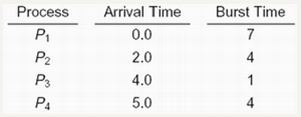 Process Arrival Time Burst Time
P₁ 0.0 7
P₂ 2.0 4
P₃ 4.0 1
P₄ 5.0 4